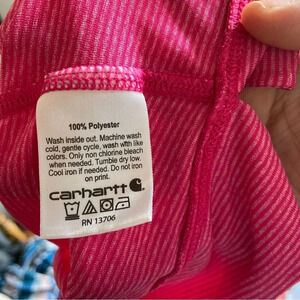 100% Polyester
Wash inside out. Machine wash
cold, gentle cycle, wash with like
colors. Only non chlorine bleach
when needed. Tumble dry low.
Cool iron if needed. Do not iron
on print.
carhartt
RN 13706